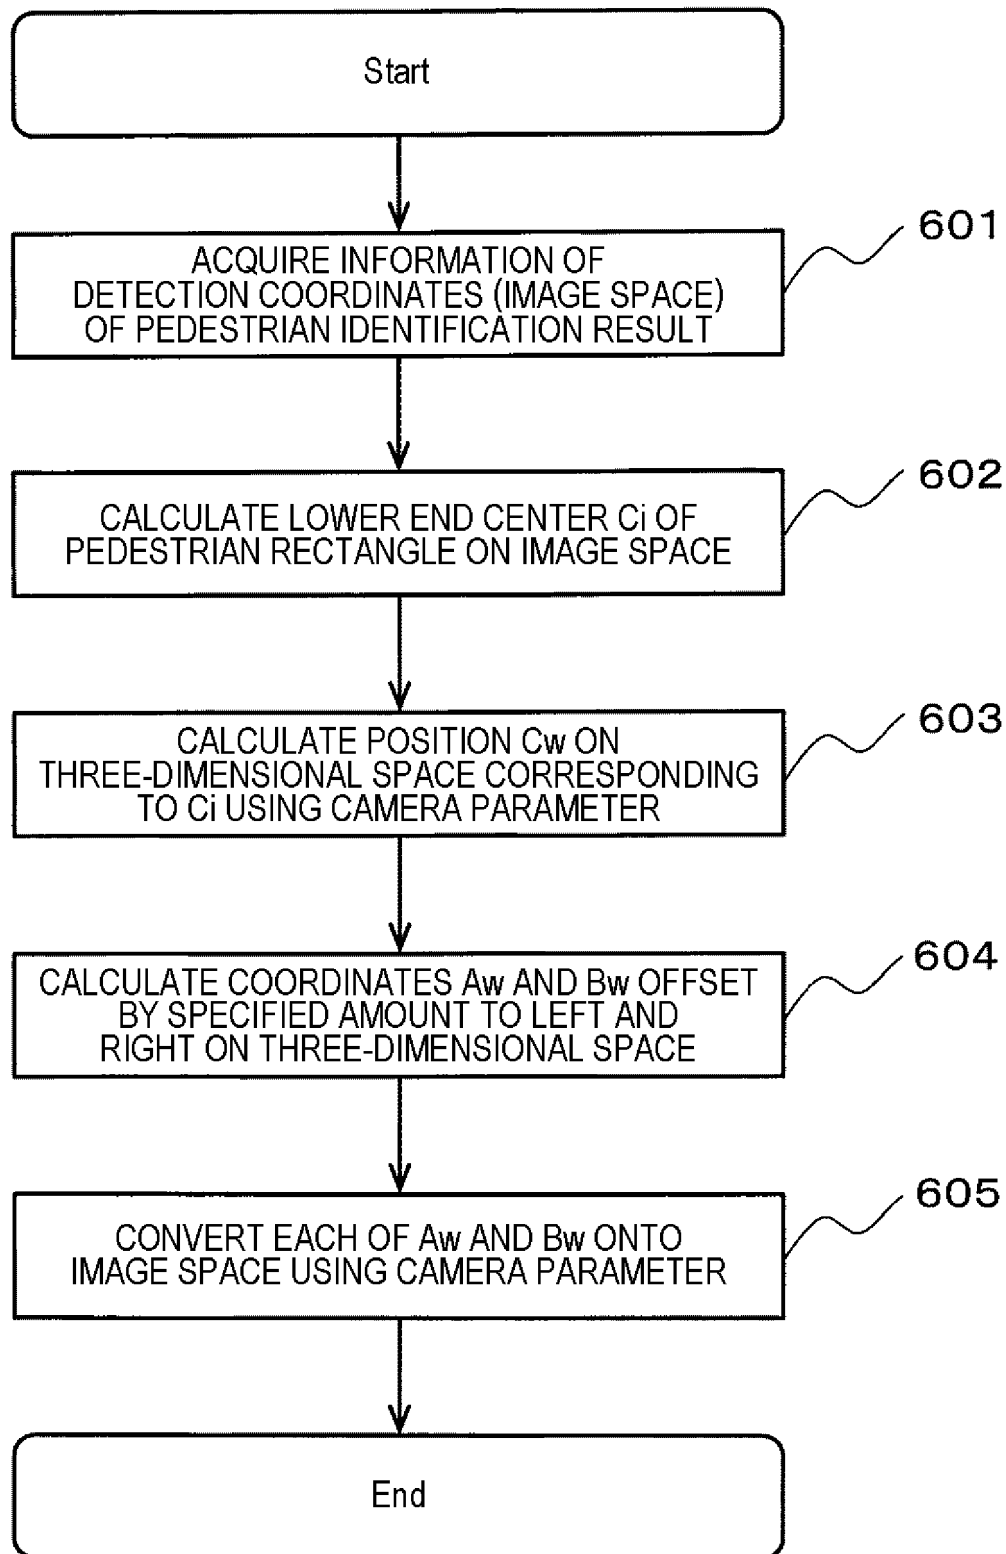 Start
601
ACQUIRE INFORMATION OF
DETECTION COORDINATES (IMAGE SPACE)
OF PEDESTRIAN IDENTIFICATION RESULT
602
CALCULATE LOWER END CENTER Ci OF
PEDESTRIAN RECTANGLE ON IMAGE SPACE
603
CALCULATE POSITION Cw ON
THREE-DIMENSIONAL SPACE CORRESPONDING
TO Ci USING CAMERA PARAMETER
604
CALCULATE COORDINATES Aw AND Bw OFFSET
BY SPECIFIED AMOUNT TO LEFT AND
RIGHT ON THREE-DIMENSIONAL SPACE
605
CONVERT EACH OF Aw AND Bw ONTO
IMAGE SPACE USING CAMERA PARAMETER
End